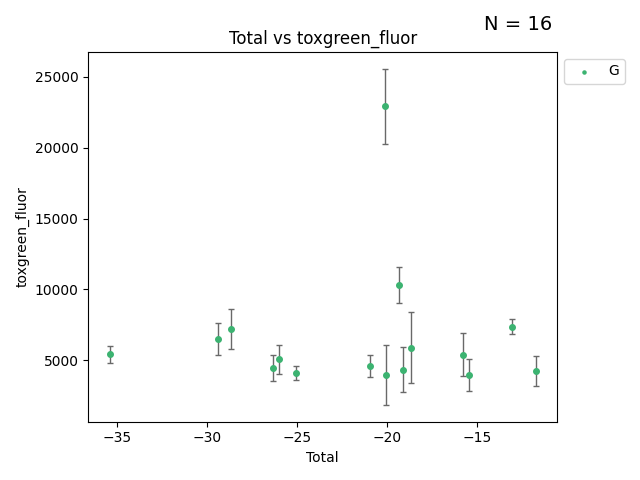 N = 16
Total vs toxgreen_fluor
G
toxgreen_fluor
25000
20000
15000
10000
5000
−35
−30
−25
−20
−15
Total